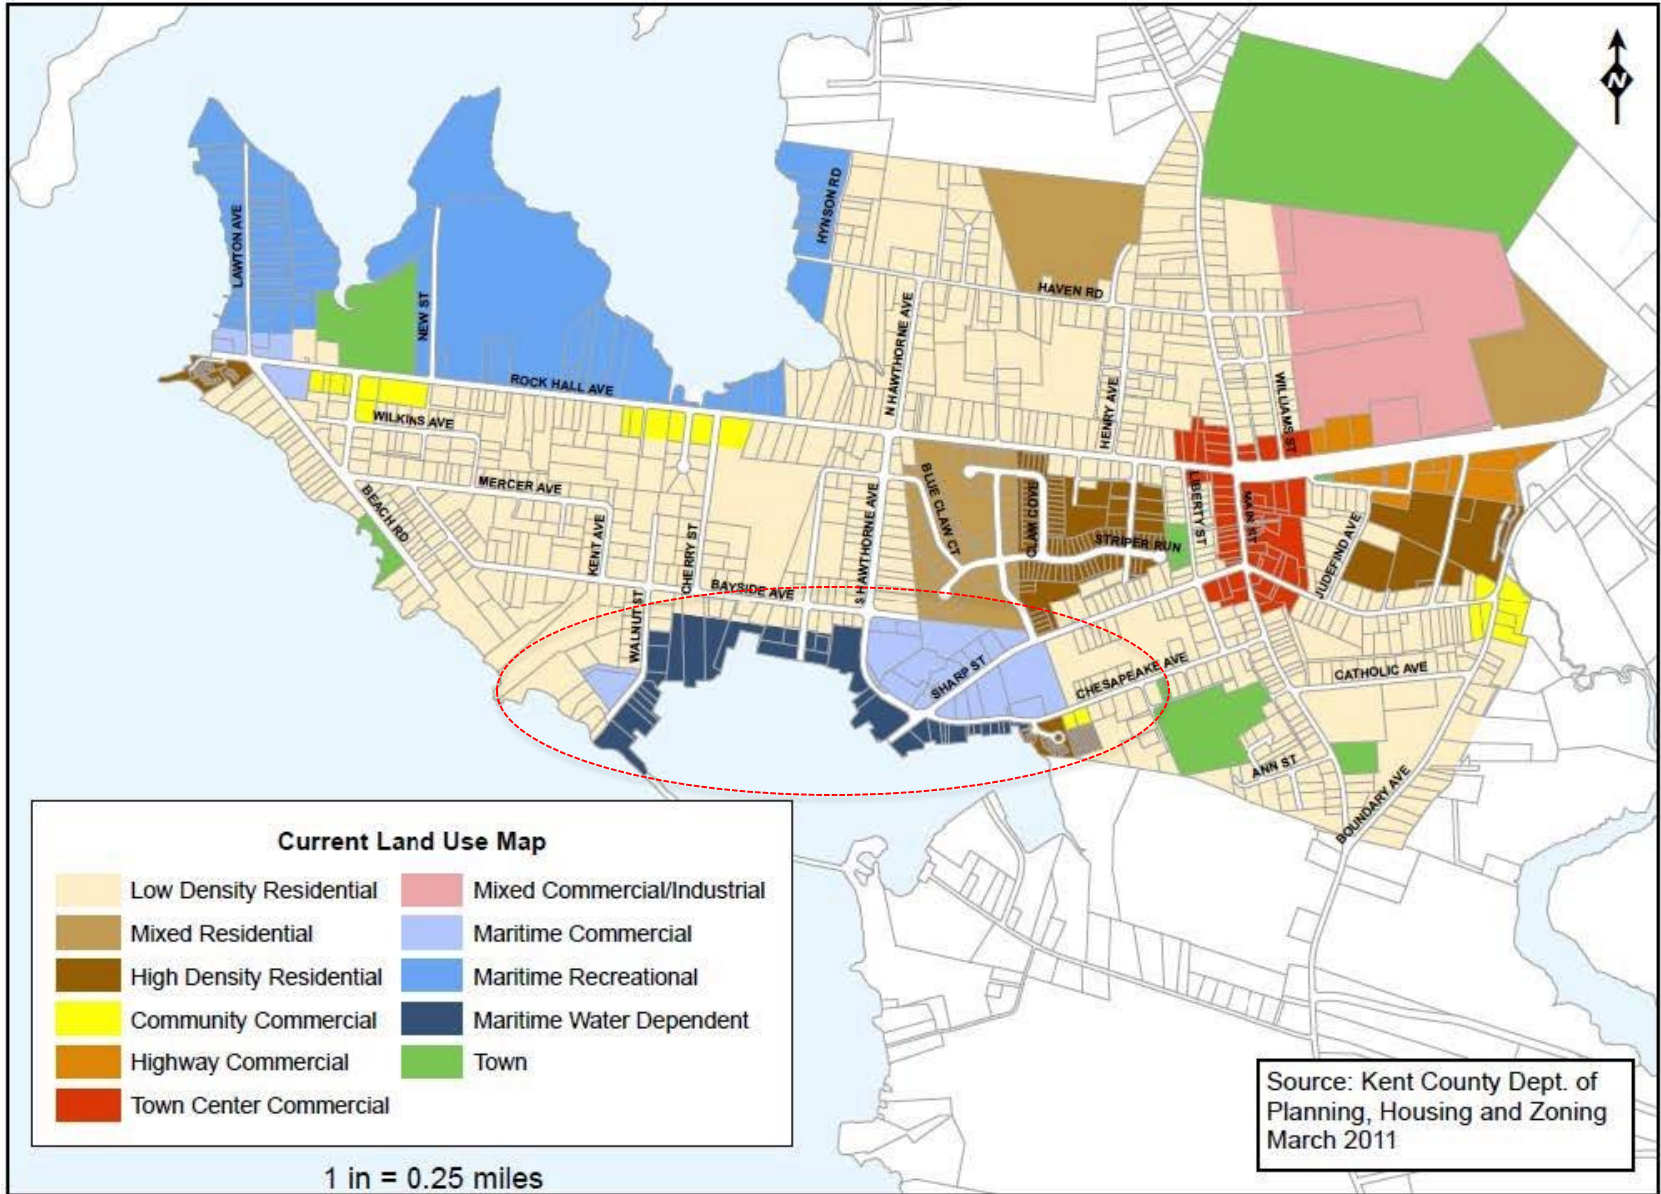 N
LAWTON AVE
NEW ST
HYNSON RD
HAVEN RD
N HAWTHORNE AVE
HENRY AVE
WILLIAMS ST
ROCK HALL AVE
WILKINS AVE
MERCER AVE
BEACH RD
KENT AVE
CHERRY ST
WALNUT ST
BAYSIDE AVE
S HAWTHORNE AVE
BLUE CLAW CT
CLAM COVE
STRIPER RUN
LIBERTY ST
MAIN ST
JUDEFIND AVE
SHARP ST
CHESAPEAKE AVE
CATHOLIC AVE
ANN ST
BOUNDARY AVE
Current Land Use Map
Low Density Residential
Mixed Residential
High Density Residential
Community Commercial
Highway Commercial
Town Center Commercial
Mixed Commercial/Industrial
Maritime Commercial
Maritime Recreational
Maritime Water Dependent
Town
1 in = 0.25 miles
Source: Kent County Dept. of
Planning, Housing and Zoning
March 2011